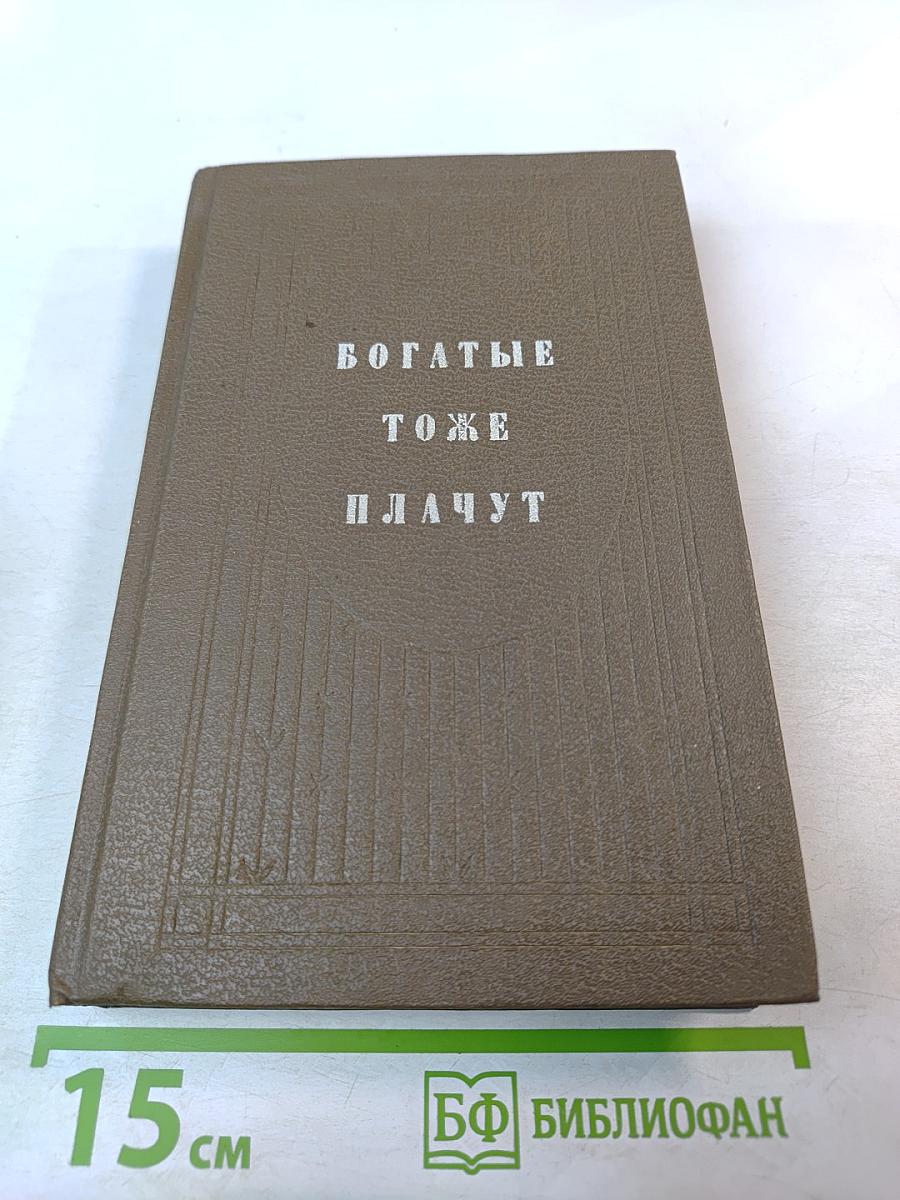 БОГАТЫЕ
ТОЖЕ
ПЛАЧУТ
15 см
БФ БИБЛИОФАН